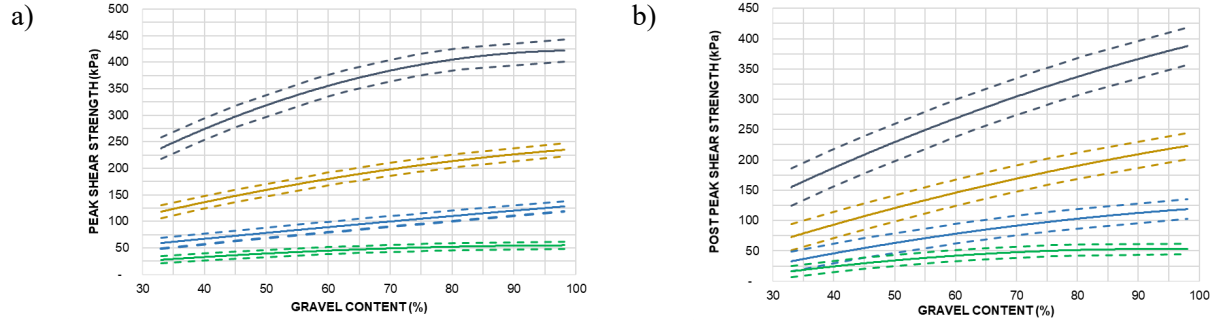 a)
PEAK SHEAR STRENGTH (kPa)
500
450
400
350
300
250
200
150
100
50
-
30 40 50 60 70 80 90 100
GRAVEL CONTENT (%)
b)
POST PEAK SHEAR STRENGTH (kPa)
450
400
350
300
250
200
150
100
50
-
30 40 50 60 70 80 90 100
GRAVEL CONTENT (%)